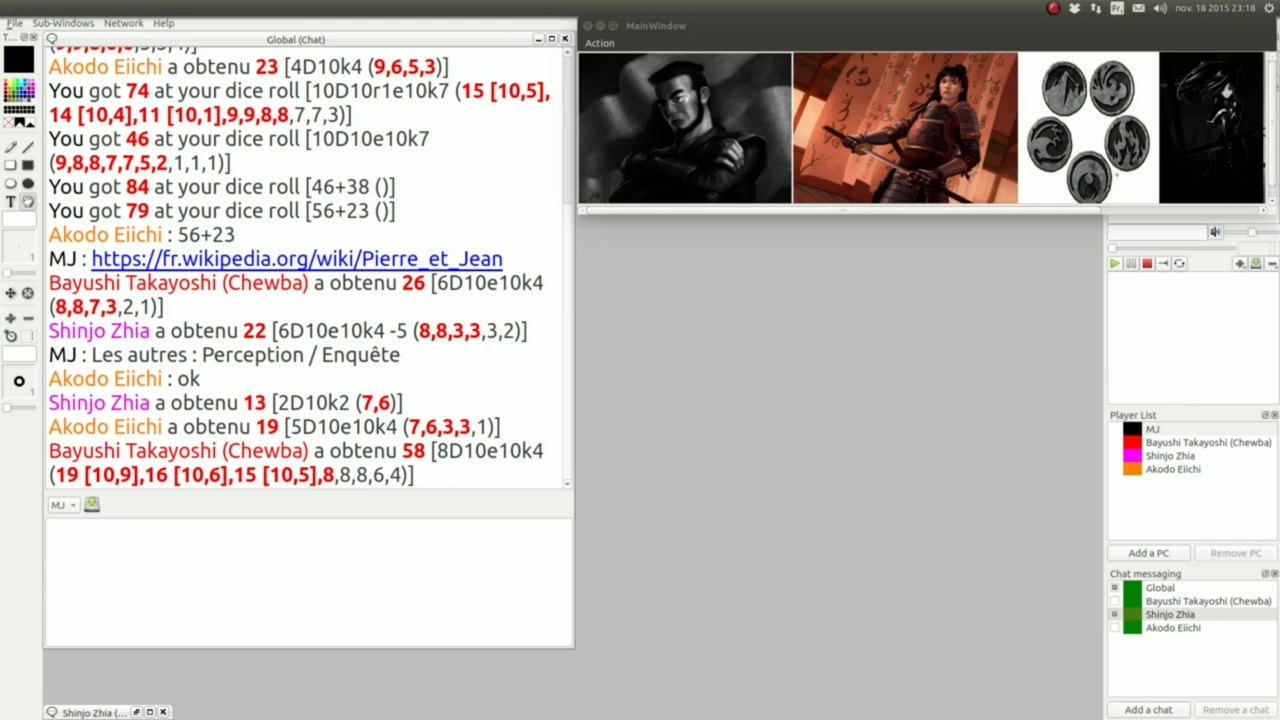 Fr₁
nov. 18 2015 23:18
File Sub-Windows Network Help
MainWindow
Action
T...
Global (Chat)
Akodo Eiichi a obtenu 23 [4D10k4 (9,6,5,3)]
You got 74 at your dice roll [10D10r1e10k7 (15 [10,5],
14 [10,4],11 [10,1],9,9,8,8,7,7,3)]
You got 46 at your dice roll [10D10e10k7
(9,8,8,7,7,5,2,1,1,1)]
You got 84 at your dice roll [46+38 ()]
You got 79 at your dice roll [56+23 ()]
Akodo Eiichi : 56+23
MJ : https://fr.wikipedia.org/wiki/Pierre_et_Jean
Bayushi Takayoshi (Chewba) a obtenu 26 [6D10e10k4
(8,8,7,3,2,1)]
Shinjo Zhia a obtenu 22 [6D10e10k4 -5 (8,8,3,3,3,2)]
MJ : Les autres : Perception / Enquête
Akodo Eiichi : ok
Shinjo Zhia a obtenu 13 [2D10k2 (7,6)]
Akodo Eiichi a obtenu 19 [5D10e10k4 (7,6,3,3,1)]
Bayushi Takayoshi (Chewba) a obtenu 58 [8D10e10k4
(19 [10,9],16 [10,6],15 [10,5],8,8,8,6,4)]
MJ
T
1
1
Shinjo Zhia (...
Player List
MJ
Bayushi Takayoshi (Chewba)
Shinjo Zhia
Akodo Eiichi
Add a PC Remove PC
Chat messaging
Global
Bayushi Takayoshi (Chewba)
Shinjo Zhia
Akodo Eiichi
Add a chat Remove a chat